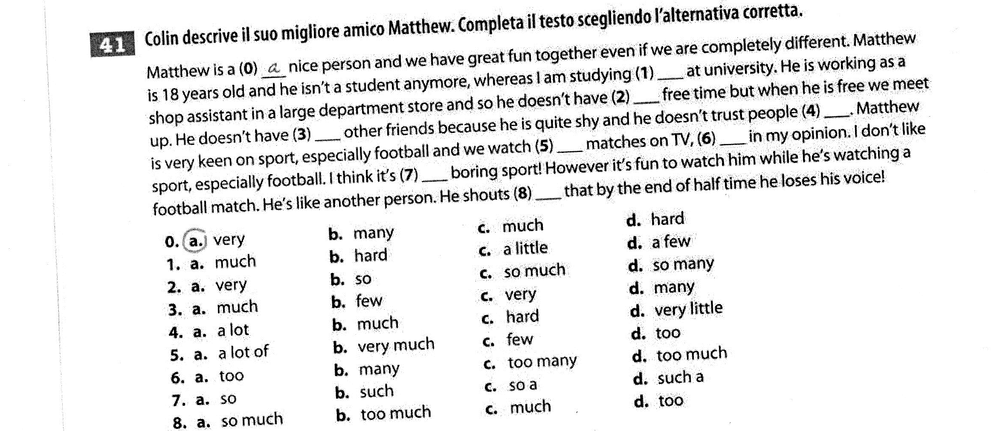 41 Colin descrive il suo migliore amico Matthew. Completa il testo scegliendo l'alternativa corretta.
Matthew is a (0) a nice person and we have great fun together even if we are completely different. Matthew
is 18 years old and he isn't a student anymore, whereas I am studying (1) ___ at university. He is working as a
shop assistant in a large department store and so he doesn't have (2) ___ free time but when he is free we meet
up. He doesn't have (3) ___ other friends because he is quite shy and he doesn't trust people (4) ___. Matthew
is very keen on sport, especially football and we watch (5) ___ matches on TV, (6) ___ in my opinion. I don't like
sport, especially football. I think it's (7) ___ boring sport! However it's fun to watch him while he's watching a
football match. He's like another person. He shouts (8) ___ that by the end of half time he loses his voice!
0. a. very b. many c. much d. hard
1. a. much b. hard c. a little d. a few
2. a. very b. so c. so much d. so many
3. a. much b. few c. very d. many
4. a. a lot b. much c. hard d. very little
5. a. a lot of b. very much c. few d. too
6. a. too b. many c. too many d. too much
7. a. so b. such c. so a d. such a
8. a. so much b. too much c. much d. too